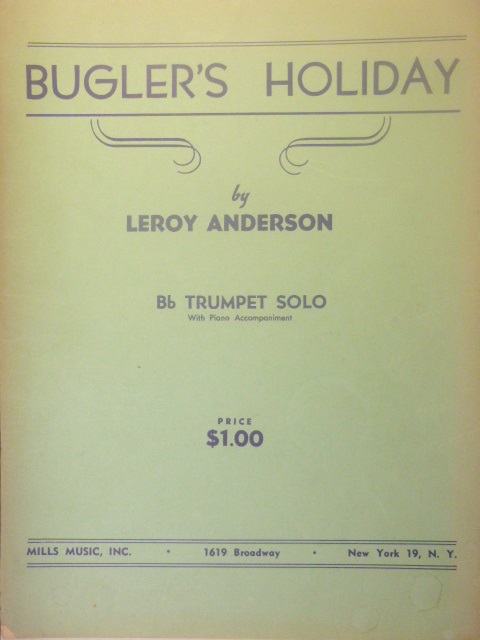 BUGLER'S HOLIDAY
by
LEROY ANDERSON
Bb TRUMPET SOLO
With Piano Accompaniment
PRICE
$1.00
MILLS MUSIC, INC. • 1619 Broadway • New York 19, N. Y.